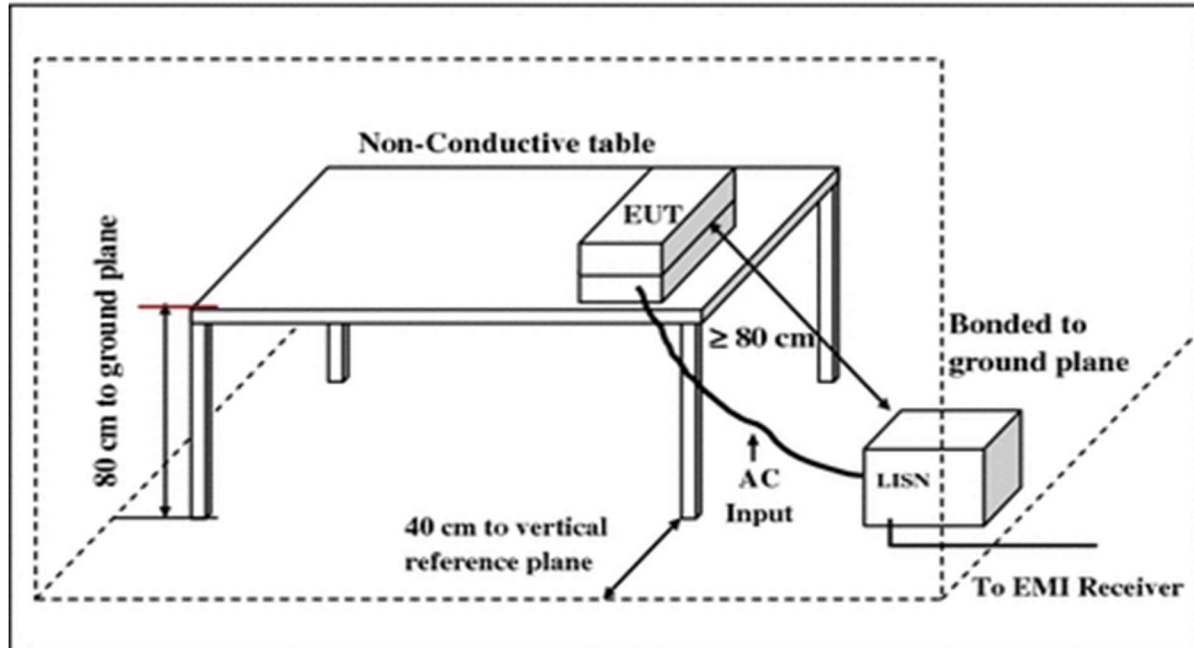 Non-Conductive table
EUT
80 cm to ground plane
≥ 80 cm
Bonded to
ground plane
AC
Input
LISN
40 cm to vertical
reference plane
To EMI Receiver